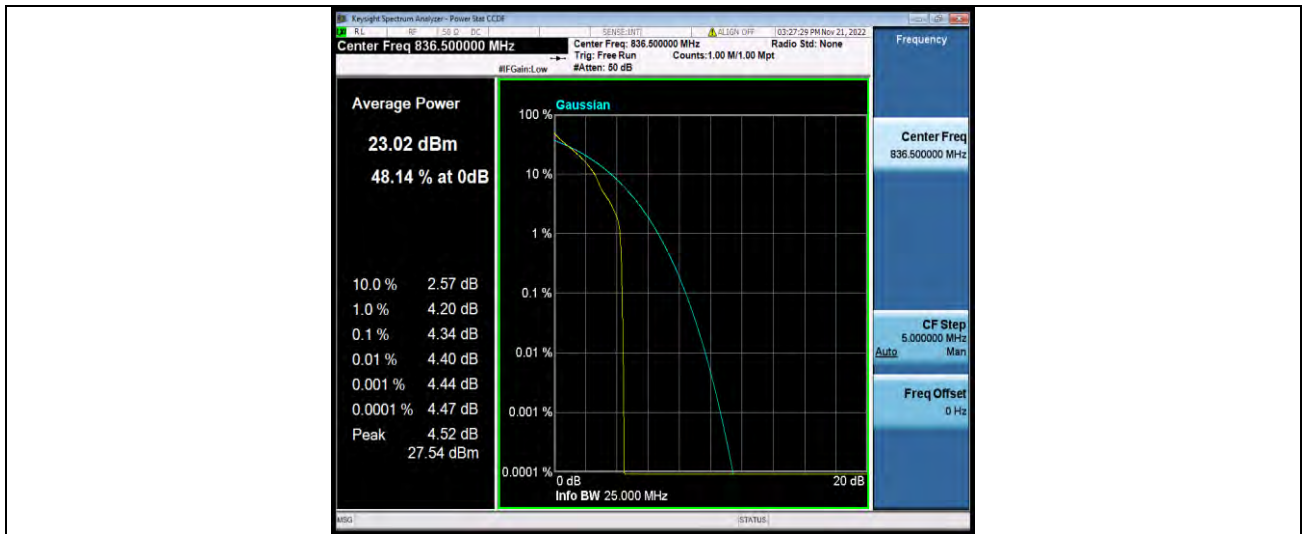 Keysight Spectrum Analyzer - Power Stat CCDF
RL RF 50 Ω DC SENSE:INT ALIGN OFF 03:27:29 PM Nov 21, 2022
Center Freq 836.500000 MHz
Center Freq: 836.500000 MHz Radio Std: None
Trig: Free Run Counts:1.00 M/1.00 Mpt
#IFGain:Low #Atten: 50 dB
Frequency
Average Power
23.02 dBm
48.14 % at 0dB
10.0 % 2.57 dB
1.0 % 4.20 dB
0.1 % 4.34 dB
0.01 % 4.40 dB
0.001 % 4.44 dB
0.0001 % 4.47 dB
Peak 4.52 dB
27.54 dBm
Gaussian
100 %
10 %
1 %
0.1 %
0.01 %
0.001 %
0.0001 %
0 dB 20 dB
Info BW 25.000 MHz
Center Freq
836.500000 MHz
CF Step
5.000000 MHz
Auto Man
Freq Offset
0 Hz
MSG STATUS